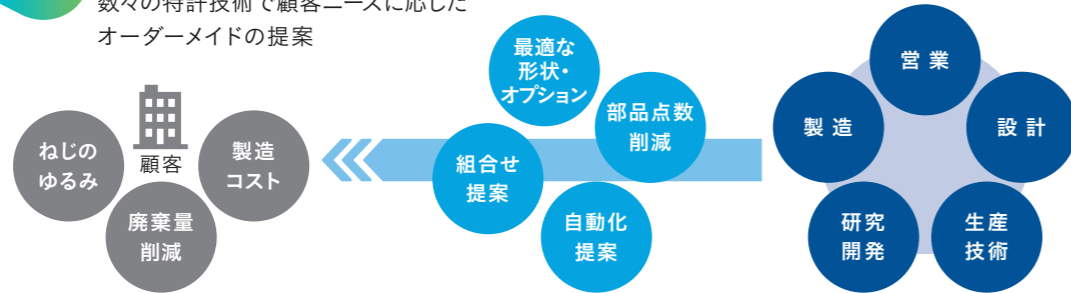 数々の特許技術で顧客ニーズに応じた
オーダーメイドの提案
ねじの
ゆるみ
顧客
製造
コスト
廃棄量
削減
最適な
形状・
オプション
部品点数
削減
組合せ
提案
自動化
提案
営業
製造
設計
研究
開発
生産
技術